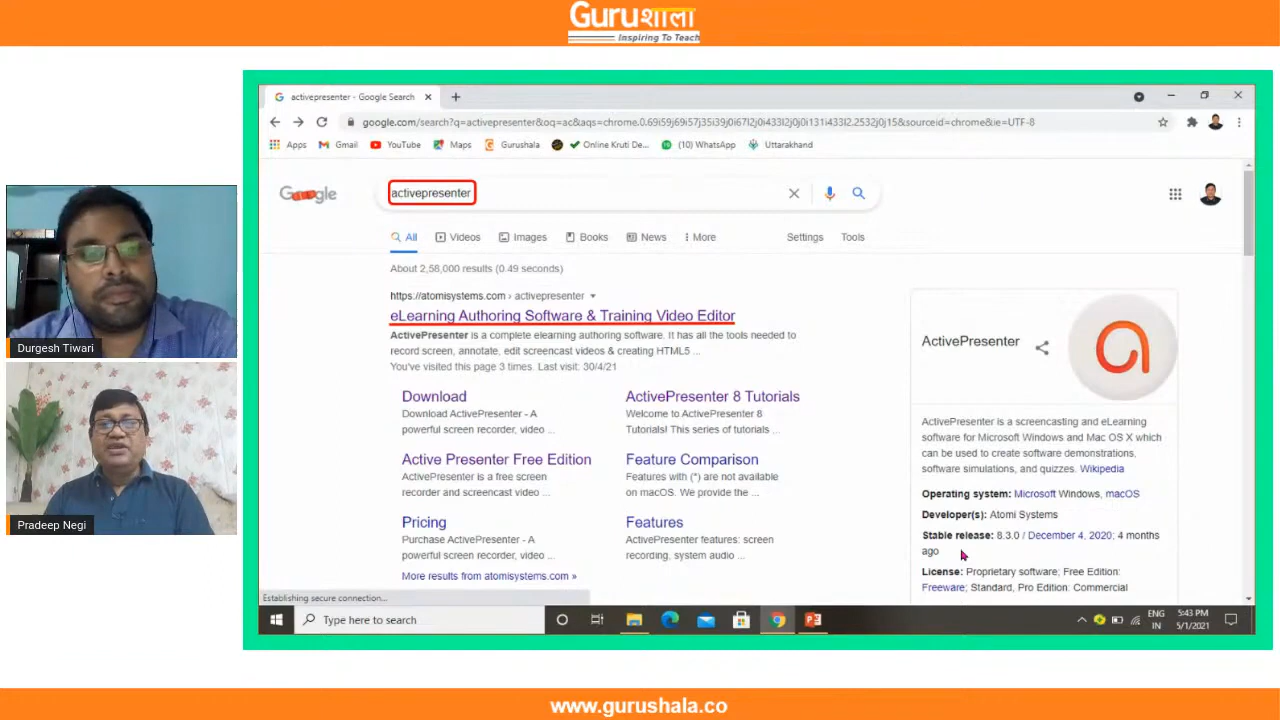 Guruशाला
Inspiring To Teach
activepresenter - Google Search
google.com/search?q=activepresenter&oq=ac&aqs=chrome.0.69i59j69i57j35i39j0i67l2j0i433l2j0j0i131i433l2.2532j0j15&sourceid=chrome&ie=UTF-8
Apps Gmail YouTube Maps Gurushala Online Kruti De... (10) WhatsApp Uttarakhand
Google
activepresenter
All Videos Images Books News More Settings Tools
About 2,58,000 results (0.49 seconds)
https://atomisystems.com › activepresenter
eLearning Authoring Software & Training Video Editor
ActivePresenter is a complete elearning authoring software. It has all the tools needed to
record screen, annotate, edit screencast videos & creating HTML5 ...
You've visited this page 3 times. Last visit: 30/4/21
Download
Download ActivePresenter - A
powerful screen recorder, video ...
ActivePresenter 8 Tutorials
Welcome to ActivePresenter 8
Tutorials! This series of tutorials ...
Active Presenter Free Edition
ActivePresenter is a free screen
recorder and screencast video ...
Feature Comparison
Features with (*) are not available
on macOS. We provide the ...
Pricing
Purchase ActivePresenter - A
powerful screen recorder, video ...
Features
ActivePresenter features: screen
recording, system audio ...
More results from atomisystems.com »
ActivePresenter
ActivePresenter is a screencasting and eLearning
software for Microsoft Windows and Mac OS X which
can be used to create software demonstrations,
software simulations, and quizzes. Wikipedia
Operating system: Microsoft Windows, macOS
Developer(s): Atomi Systems
Stable release: 8.3.0 / December 4, 2020; 4 months
ago
License: Proprietary software; Free Edition:
Freeware; Standard, Pro Edition: Commercial
Establishing secure connection...
Type here to search
ENG
IN
5:43 PM
5/1/2021
Durgesh Tiwari
Pradeep Negi
www.gurushala.co